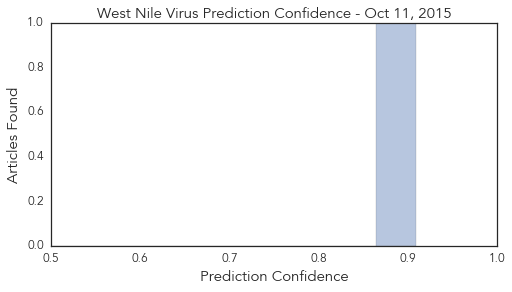 West Nile Virus Prediction Confidence - Oct 11, 2015
1.0
0.8
0.6
0.4
0.2
0.0
Articles Found
0.5 0.6 0.7 0.8 0.9 1.0
Prediction Confidence